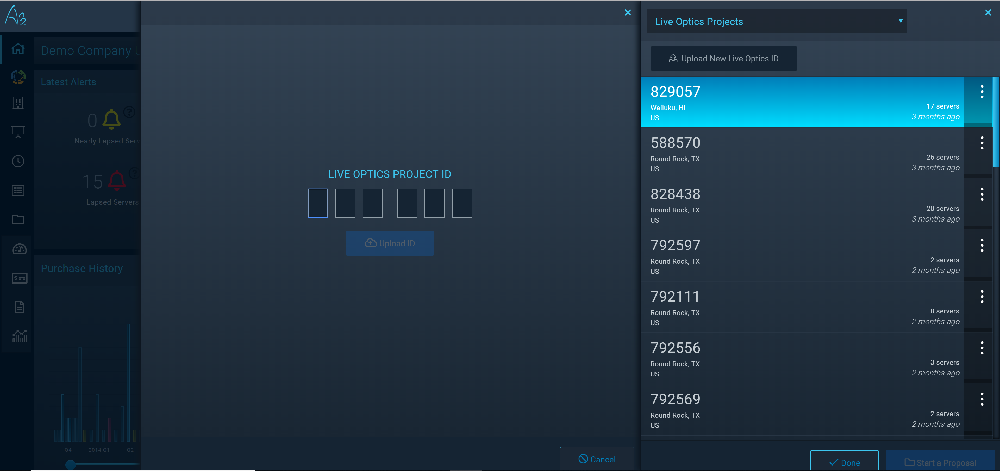 A3
Demo Company
Latest Alerts
0
?
Nearly Lapsed Serv
15
?
Lapsed Servers
Purchase History
Q4
2014 Q1
Q2
LIVE OPTICS PROJECT ID
Upload ID
Cancel
Live Optics Projects
Upload New Live Optics ID
829057
Wailuku, HI
US
17 servers
3 months ago
588570
Round Rock, TX
US
26 servers
3 months ago
828438
Round Rock, TX
US
20 servers
3 months ago
792597
Round Rock, TX
US
2 servers
2 months ago
792111
Round Rock, TX
US
8 servers
2 months ago
792556
Round Rock, TX
US
3 servers
2 months ago
792569
Round Rock, TX
US
2 servers
2 months ago
Done
Start a Proposal